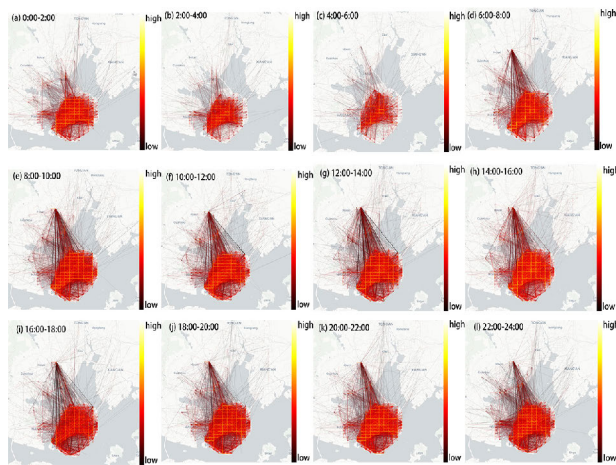 (a) 0:00-2:00
high
low
(b) 2:00-4:00
high
low
(c) 4:00-6:00
high
low
(d) 6:00-8:00
high
low
(e) 8:00-10:00
high
low
(f) 10:00-12:00
high
low
(g) 12:00-14:00
high
low
(h) 14:00-16:00
high
low
(i) 16:00-18:00
high
low
(j) 18:00-20:00
high
low
(k) 20:00-22:00
high
low
(l) 22:00-24:00
high
low